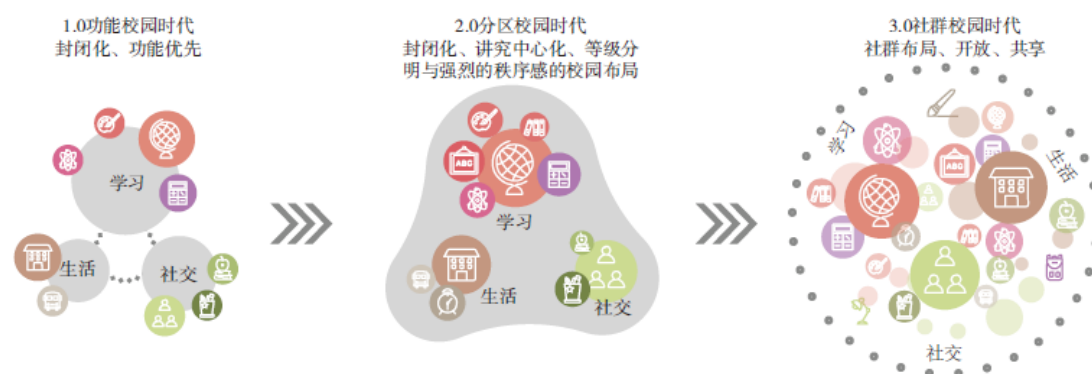 1.0功能校园时代
封闭化、功能优先
2.0分区校园时代
封闭化、讲究中心化、等级分
明与强烈的秩序感的校园布局
3.0社群校园时代
社群布局、开放、共享
学习
生活
社交
ABC
学习
生活
社交
学习
ABC
生活
社交